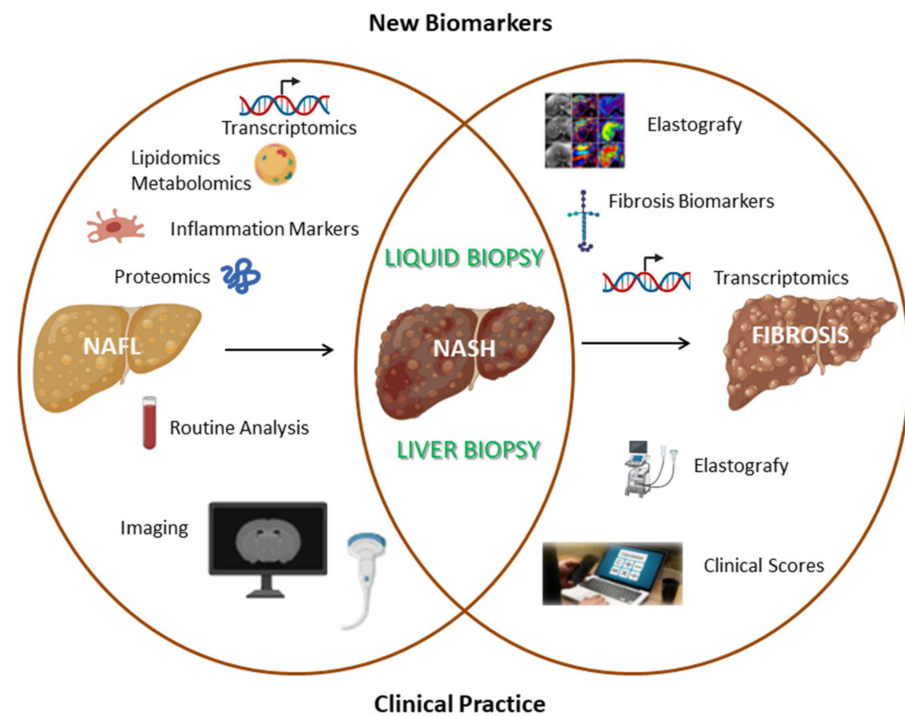 New Biomarkers
Transcriptomics
Lipidomics
Metabolomics
Inflammation Markers
Proteomics
NAFL
Routine Analysis
Imaging
LIQUID BIOPSY
NASH
LIVER BIOPSY
Elastografy
Fibrosis Biomarkers
Transcriptomics
FIBROSIS
Elastografy
Clinical Scores
Clinical Practice